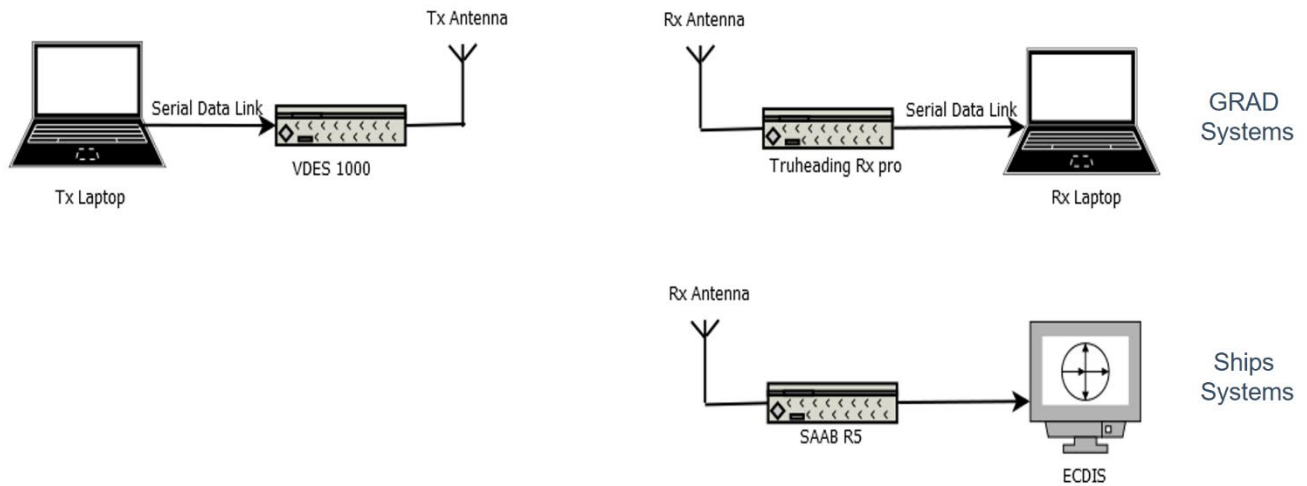 Tx Antenna
Rx Antenna
Serial Data Link
VDES 1000
Tx Laptop
Serial Data Link
Truheading Rx pro
Rx Laptop
GRAD
Systems
Rx Antenna
SAAB R5
ECDIS
Ships
Systems